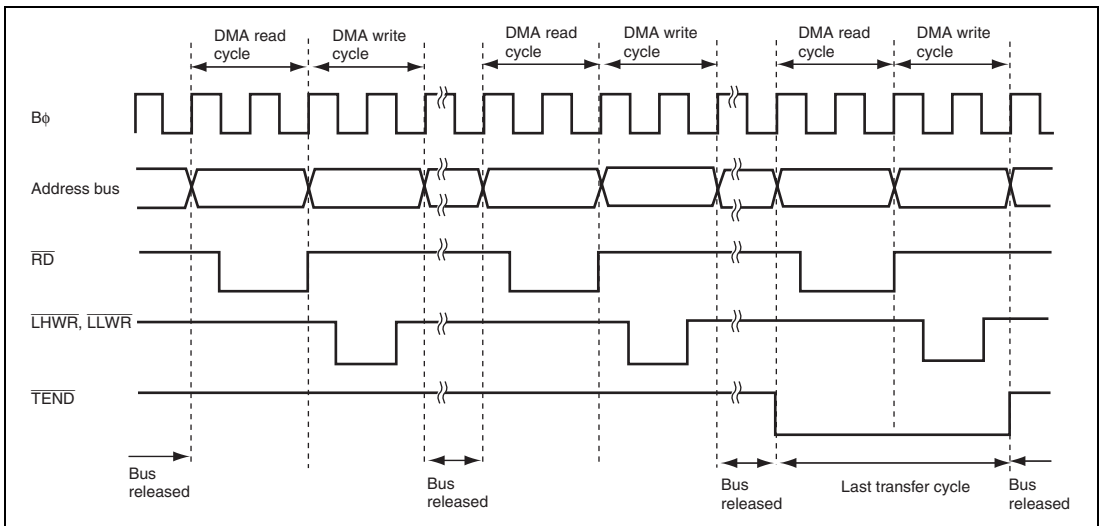 DMA read cycle
DMA write cycle
DMA read cycle
DMA write cycle
DMA read cycle
DMA write cycle
Bϕ
Address bus
RD
LHWR, LLWR
TEND
Bus released
Bus released
Bus released
Last transfer cycle
Bus released